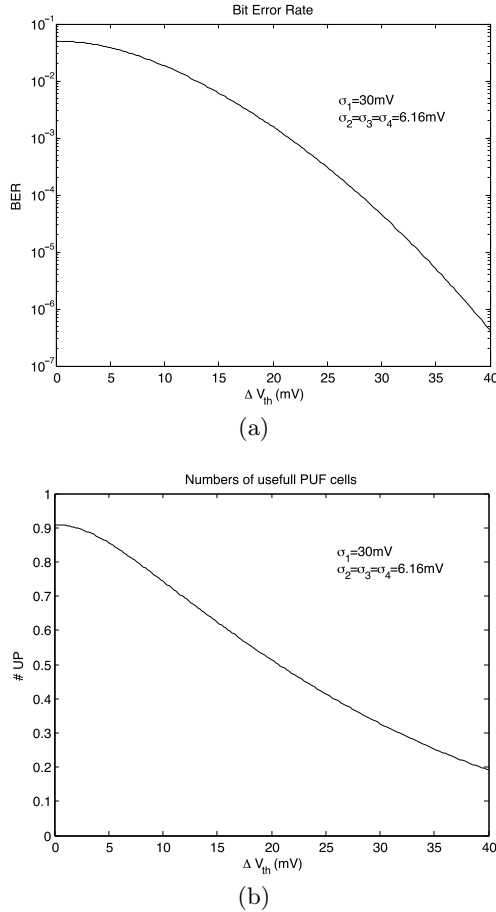 Bit Error Rate
10⁻¹
10⁻²
10⁻³
10⁻⁴
10⁻⁵
10⁻⁶
10⁻⁷
BER
σ₁=30mV
σ₂=σ₃=σ₄=6.16mV
0 5 10 15 20 25 30 35 40
Δ Vth (mV)
(a)
Numbers of usefull PUF cells
1
0.9
0.8
0.7
0.6
0.5
0.4
0.3
0.2
0.1
0
# UP
σ₁=30mV
σ₂=σ₃=σ₄=6.16mV
0 5 10 15 20 25 30 35 40
Δ Vth (mV)
(b)